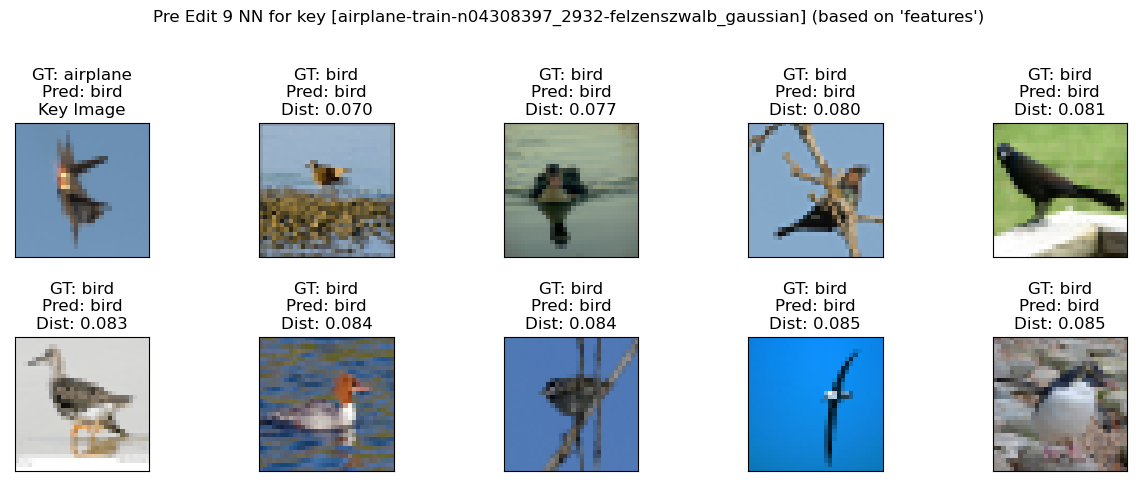 Pre Edit 9 NN for key [airplane-train-n04308397_2932-felzenszwalb_gaussian] (based on 'features')
GT: airplane
Pred: bird
Key Image
GT: bird
Pred: bird
Dist: 0.070
GT: bird
Pred: bird
Dist: 0.077
GT: bird
Pred: bird
Dist: 0.080
GT: bird
Pred: bird
Dist: 0.081
GT: bird
Pred: bird
Dist: 0.083
GT: bird
Pred: bird
Dist: 0.084
GT: bird
Pred: bird
Dist: 0.084
GT: bird
Pred: bird
Dist: 0.085
GT: bird
Pred: bird
Dist: 0.085